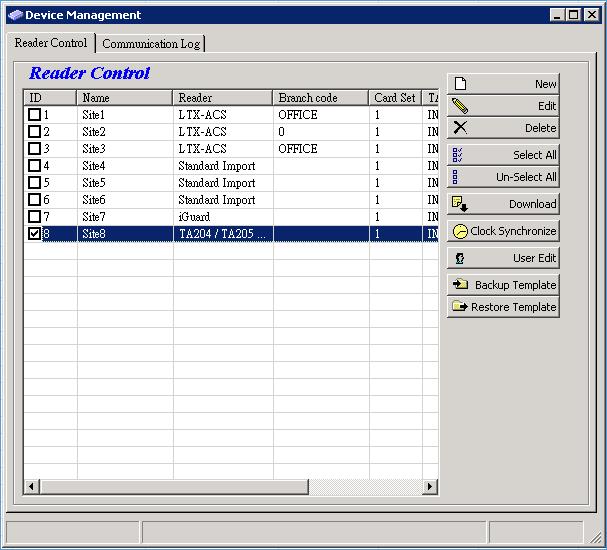 Device Management
Reader Control Communication Log
Reader Control
ID Name Reader Branch code Card Set TA
1 Site1 LTX-ACS OFFICE 1 IN
2 Site2 LTX-ACS 0 1 IN
3 Site3 LTX-ACS OFFICE 1 IN
4 Site4 Standard Import 1 IN
5 Site5 Standard Import 1 IN
6 Site6 Standard Import 1 IN
7 Site7 iGuard 1 IN
8 Site8 TA204 / TA205 ... 1 IN
New
Edit
Delete
Select All
Un-Select All
Download
Clock Synchronize
User Edit
Backup Template
Restore Template